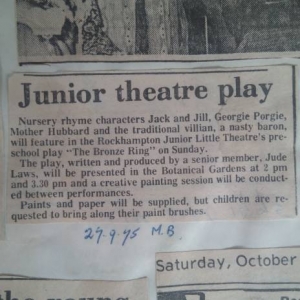 Junior theatre play
Nursery rhyme characters Jack and Jill, Georgie Porgie,
Mother Hubbard and the traditional villian, a nasty baron,
will feature in the Rockhampton Junior Little Theatre's pre-
school play "The Bronze Ring" on Sunday.
The play, written and produced by a senior member, Jude
Laws, will be presented in the Botanical Gardens at 2 pm
and 3.30 pm and a creative painting session will be conduct-
ed between performances.
Paints and paper will be supplied, but children are re-
quested to bring along their paint brushes.
27.9.75 M.B.
Saturday, October